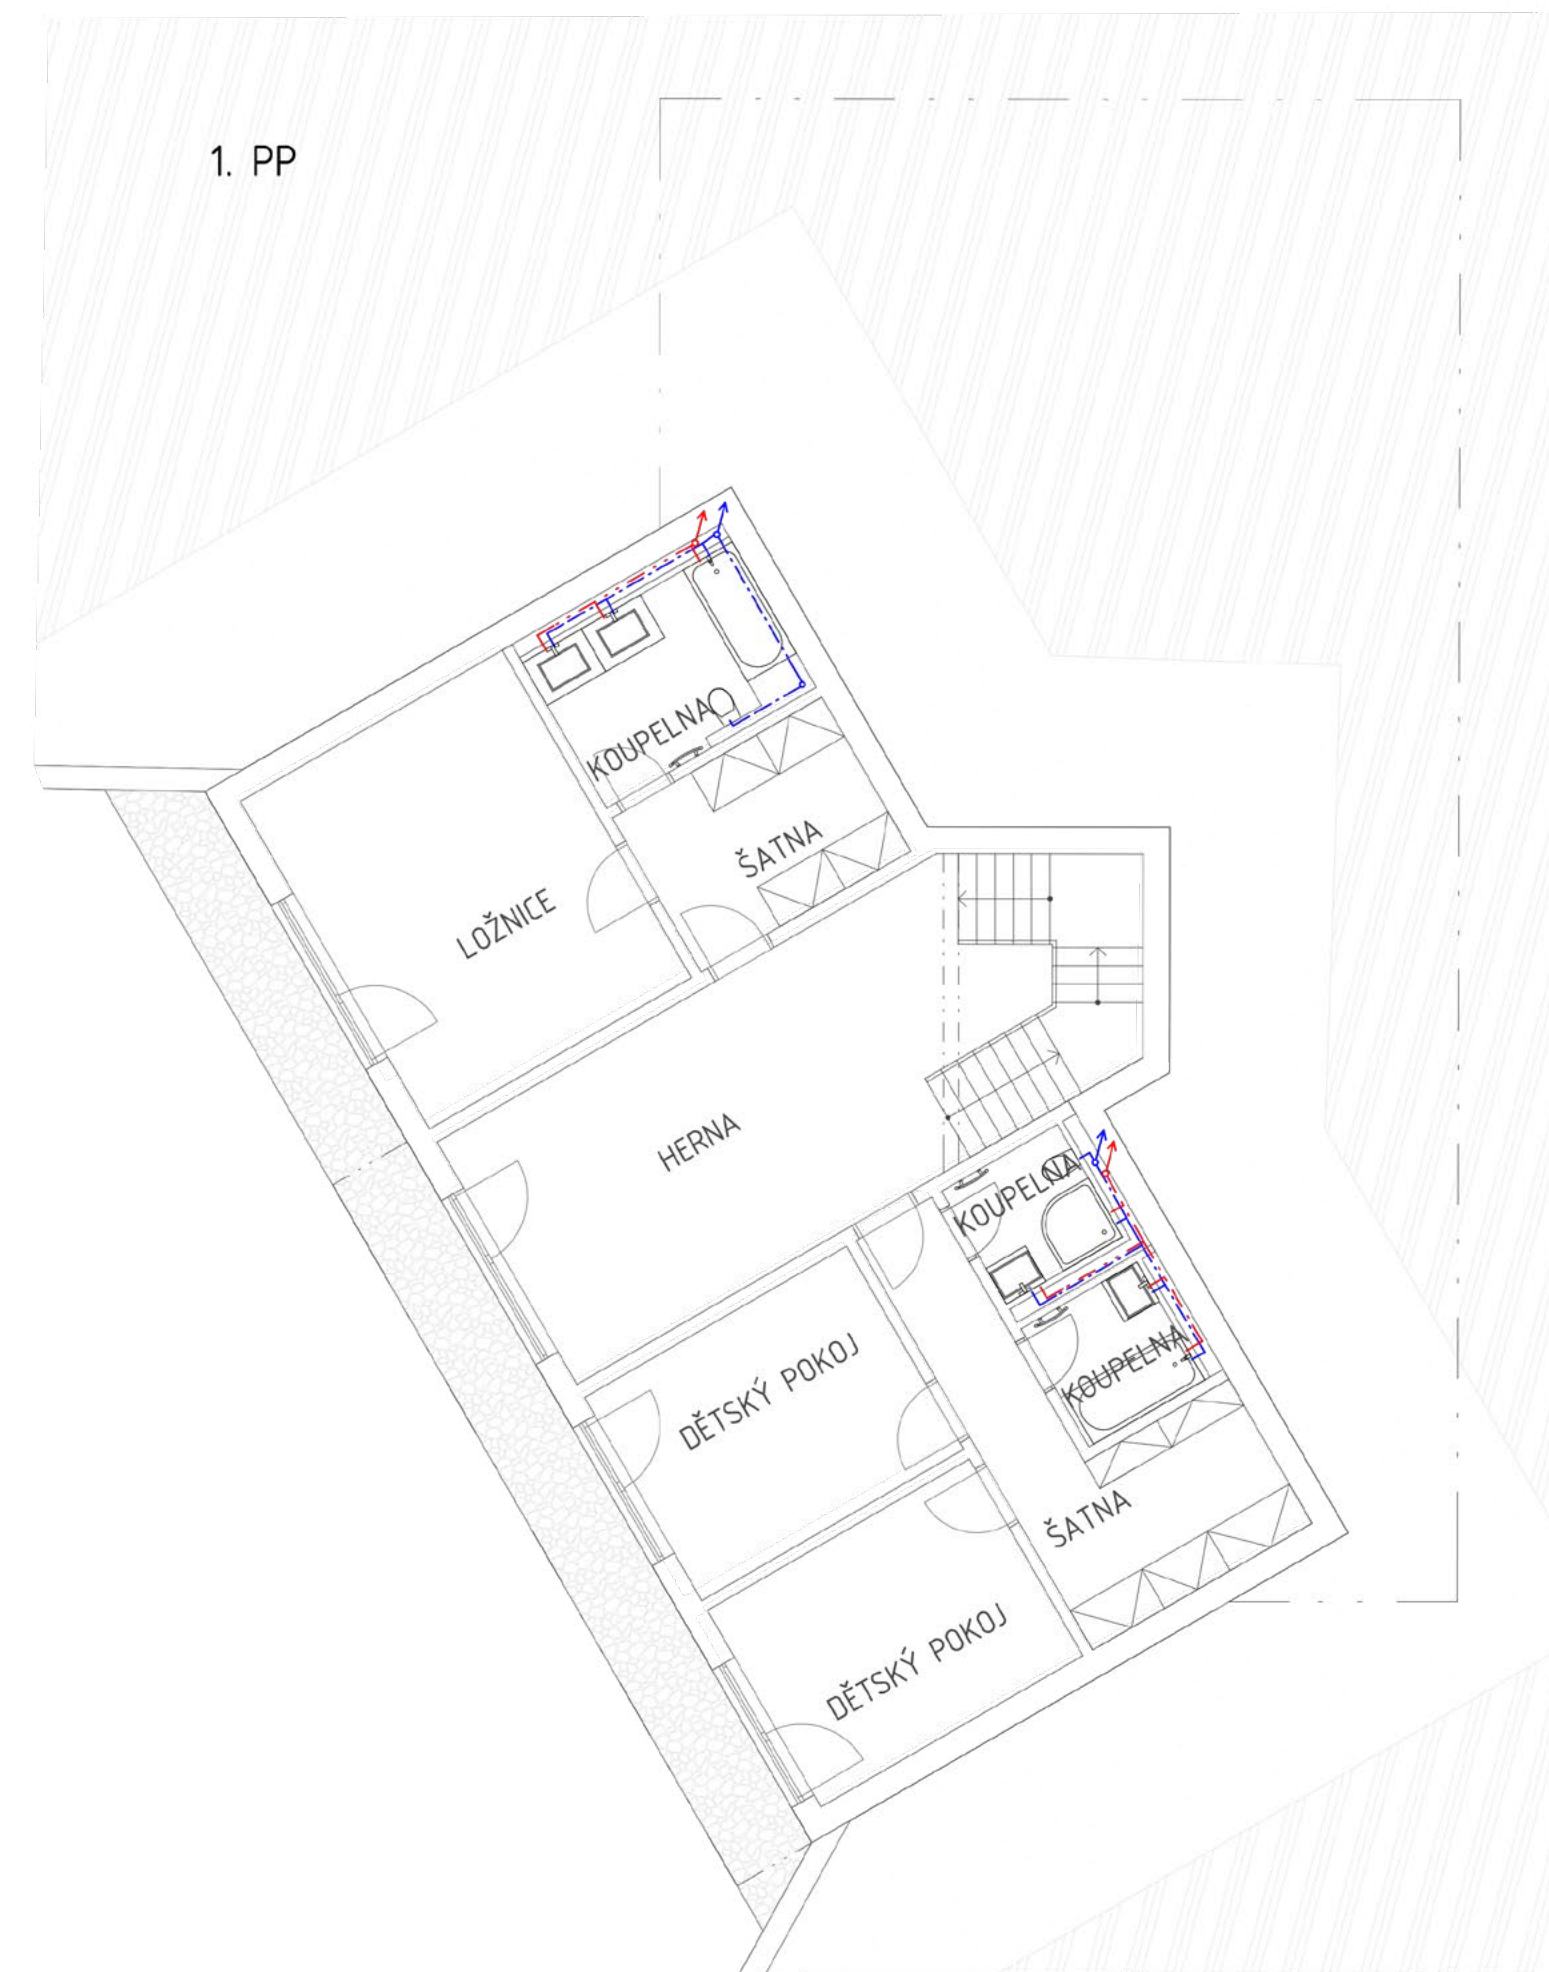 1. PP
KOUPELNA
ŠATNA
LOŽNICE
HERNA
KOUPELNA
KOUPELNA
DĚTSKÝ POKOJ
ŠATNA
DĚTSKÝ POKOJ